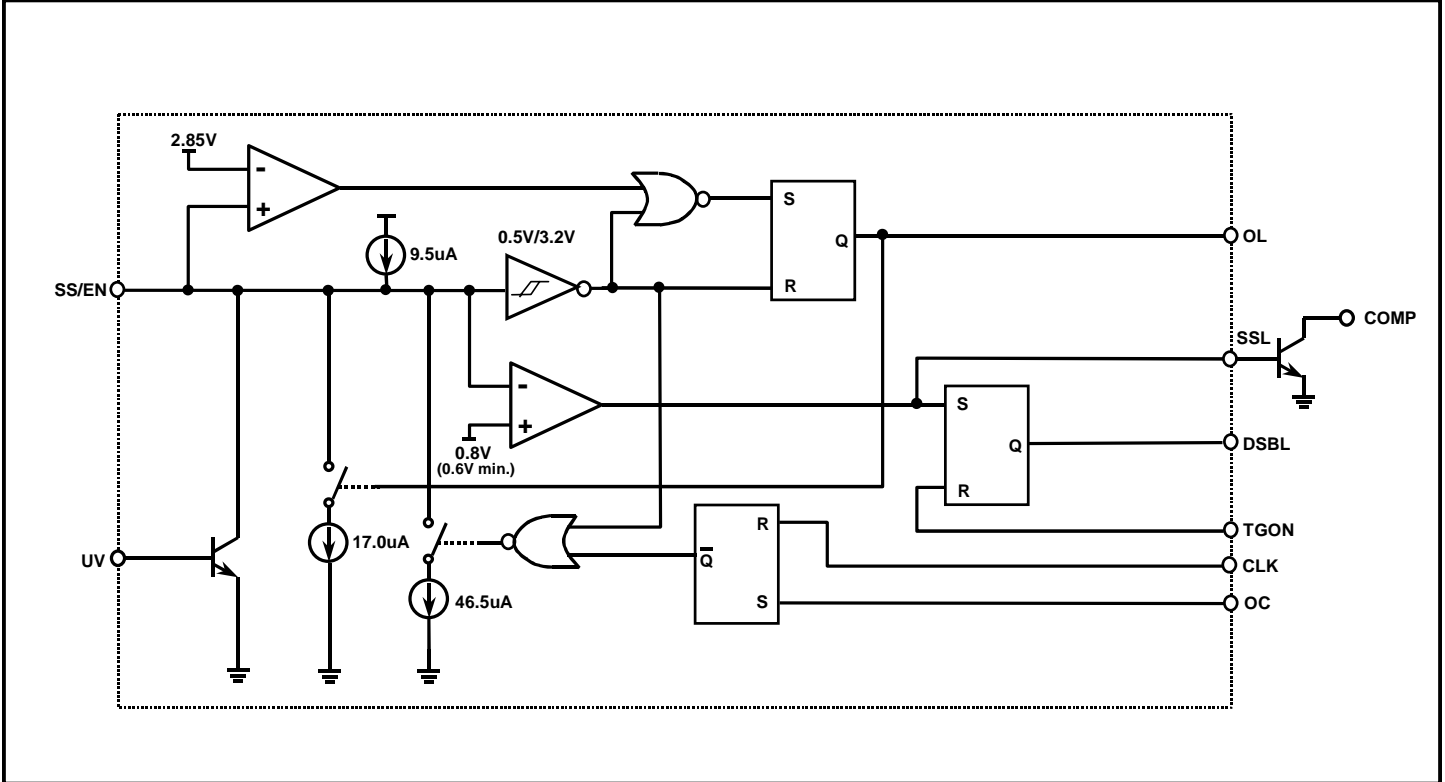 2.85V
-
+
S
Q
R
OL
9.5uA
0.5V/3.2V
SS/EN
COMP
SSL
-
+
0.8V
(0.6V min.)
S
Q
R
DSBL
TGON
17.0uA
UV
R
Q̅
S
CLK
46.5uA
OC